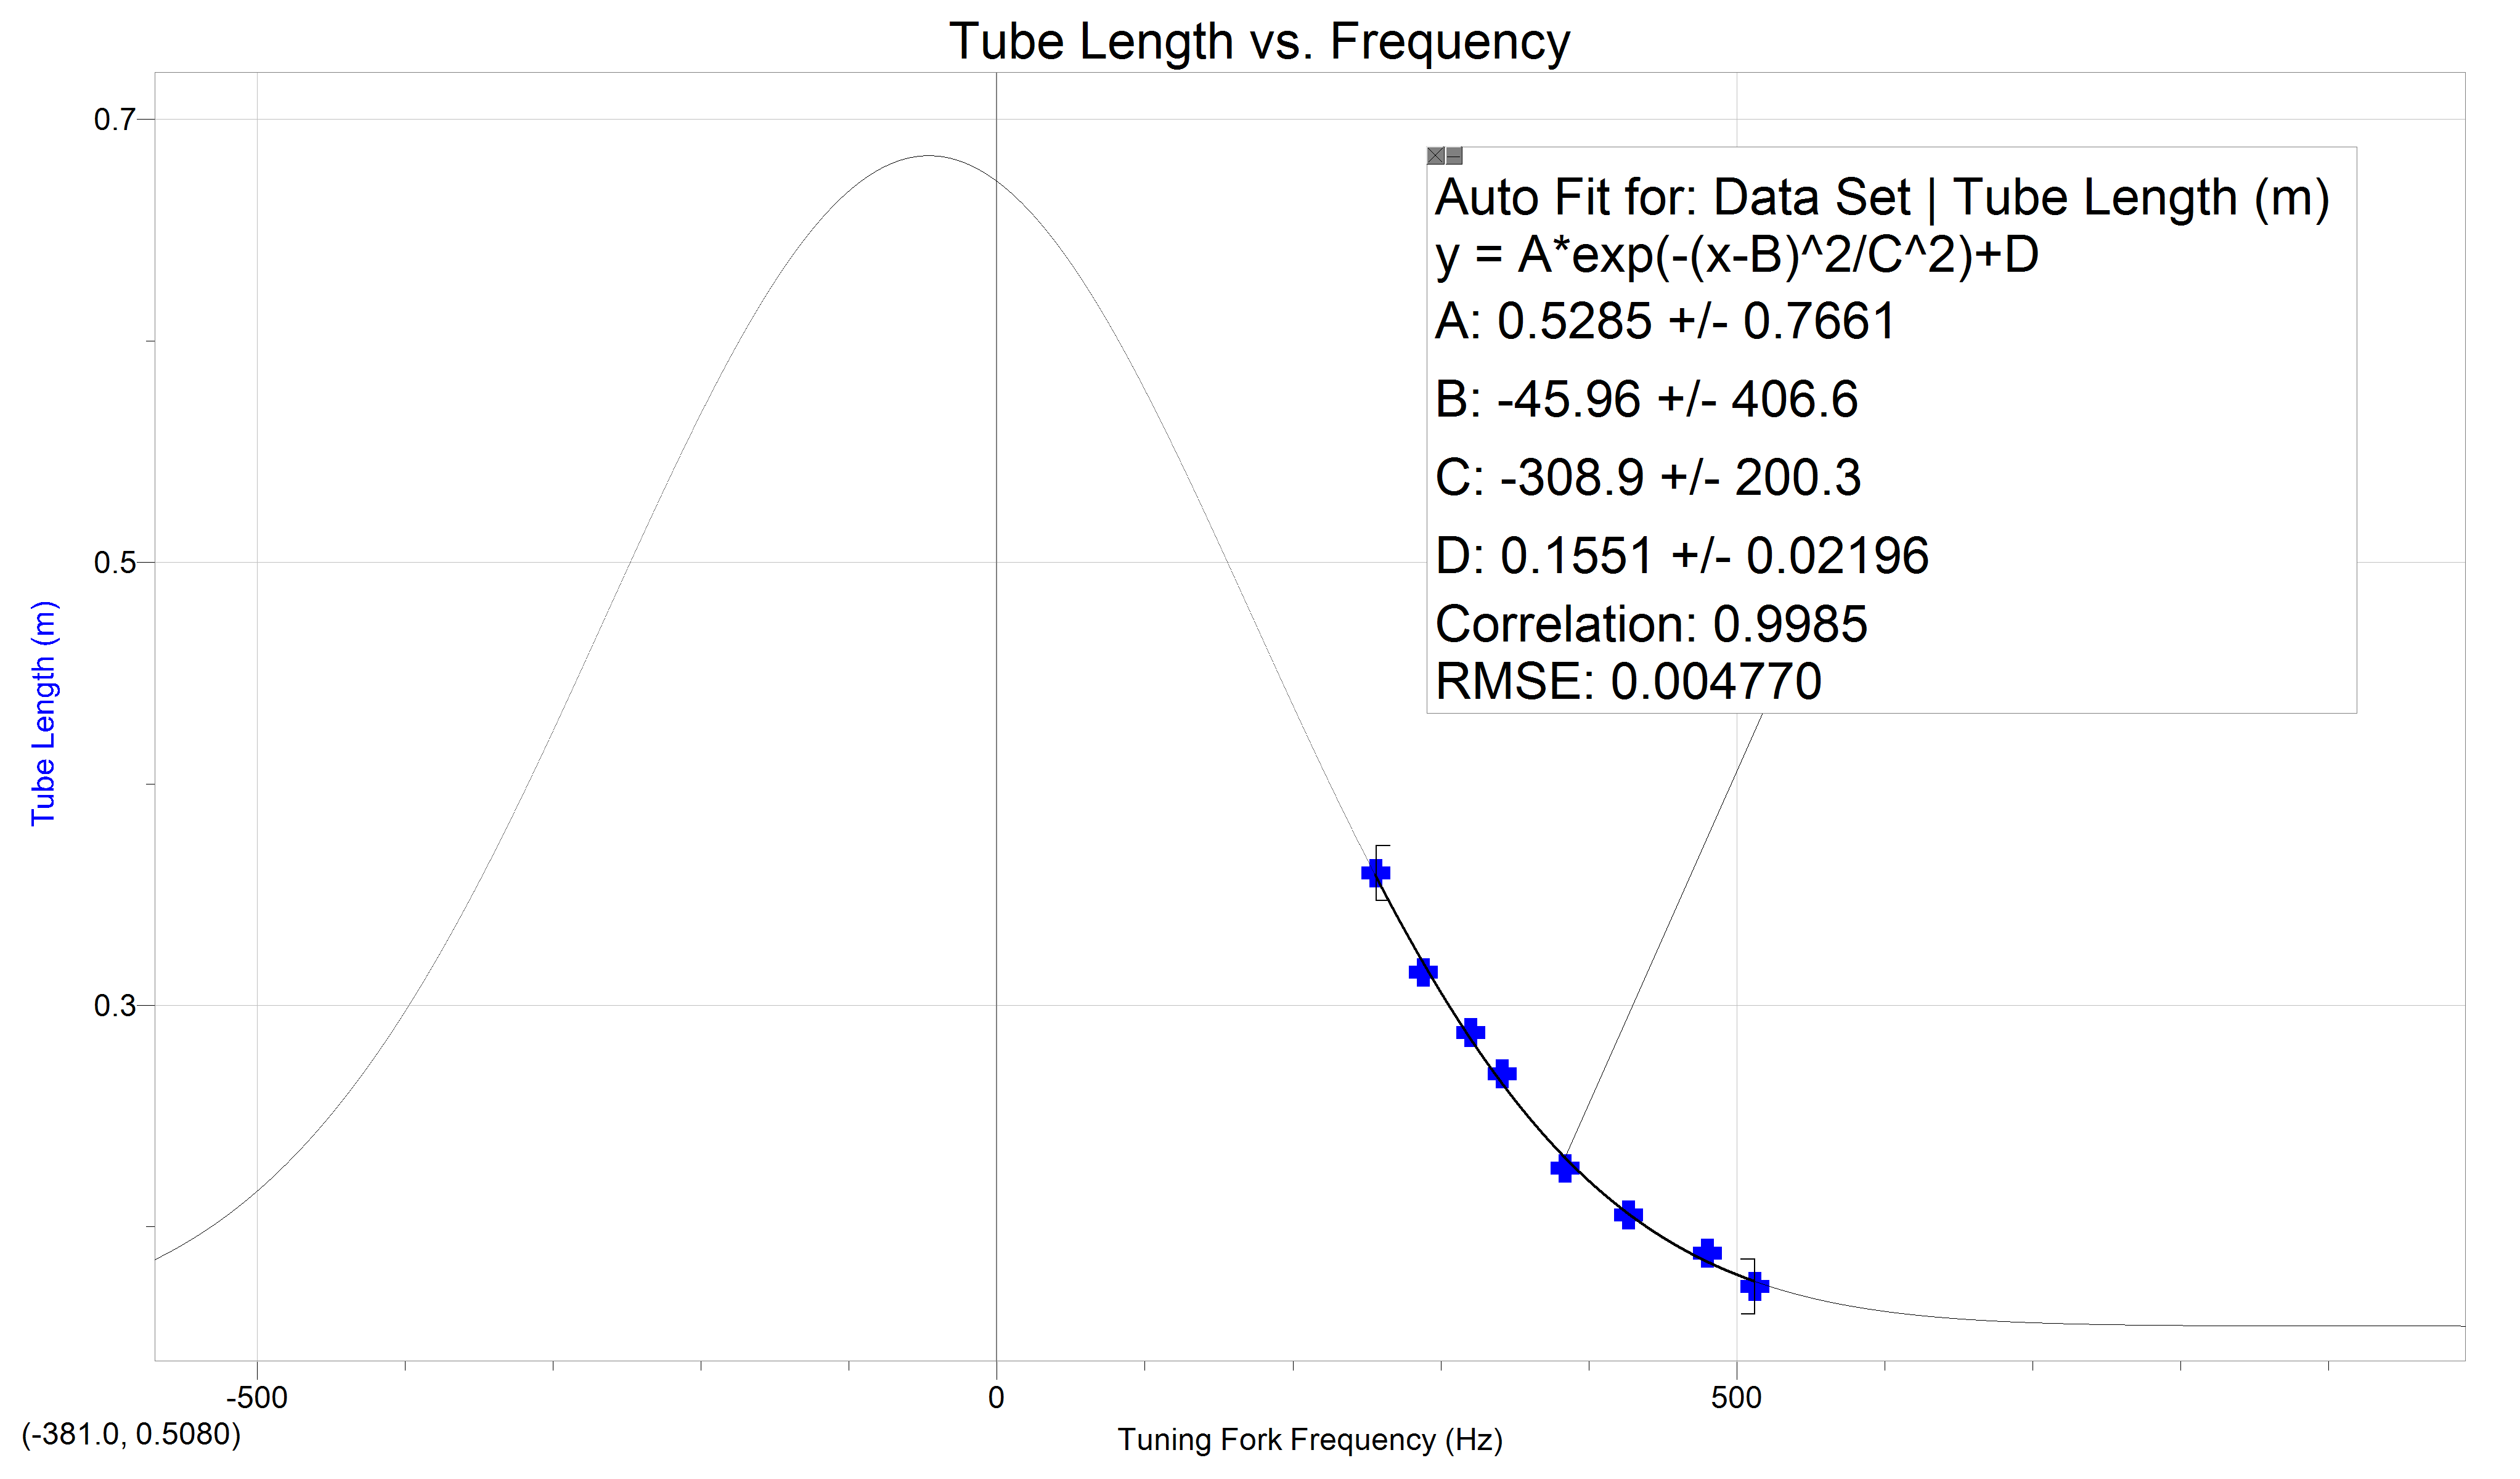 Tube Length vs. Frequency
0.7
0.5
0.3
Tube Length (m)
Auto Fit for: Data Set | Tube Length (m)
y = A*exp(-(x-B)^2/C^2)+D
A: 0.5285 +/- 0.7661
B: -45.96 +/- 406.6
C: -308.9 +/- 200.3
D: 0.1551 +/- 0.02196
Correlation: 0.9985
RMSE: 0.004770
-500
0
500
(-381.0, 0.5080)
Tuning Fork Frequency (Hz)